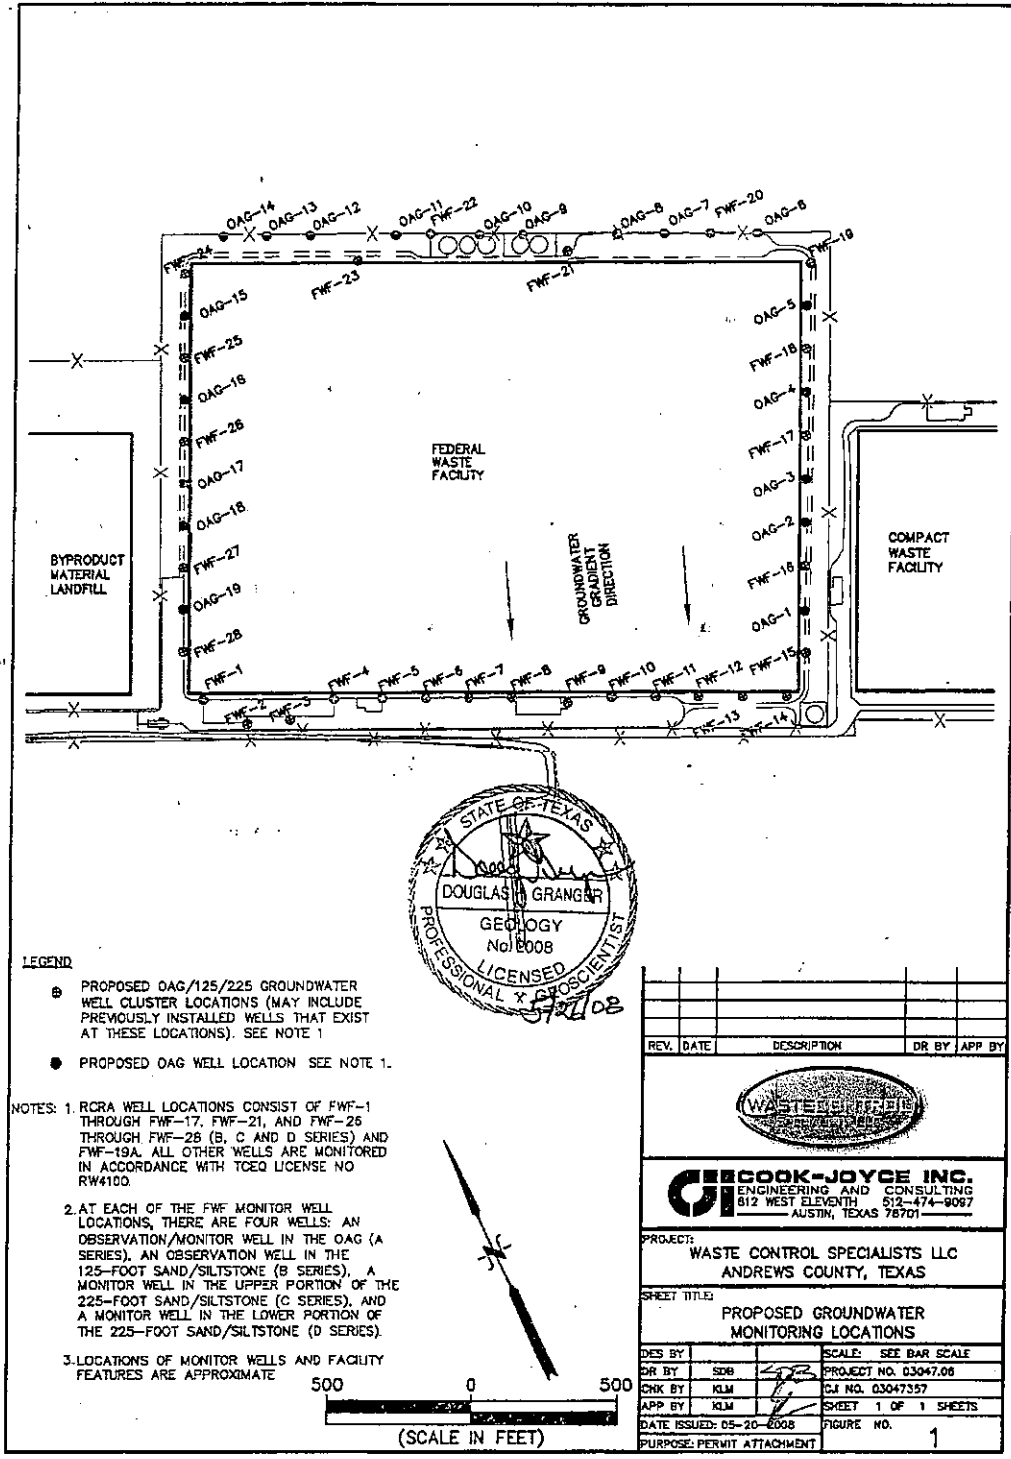 OAG-14
OAG-13
OAG-12
OAG-11
FWF-22
OAG-10
OAG-9
OAG-8
OAG-7
FWF-20
OAG-6
FWF-24
FWF-23
FWF-21
FWF-19
OAG-15
FWF-25
OAG-16
FWF-26
OAG-17
OAG-18
FWF-27
OAG-19
FWF-28
OAG-5
FWF-18
OAG-4
FWF-17
OAG-3
OAG-2
FWF-16
OAG-1
FWF-15
FEDERAL
WASTE
FACILITY
BYPRODUCT
MATERIAL
LANDFILL
COMPACT
WASTE
FACILITY
GROUNDWATER
GRADIENT
DIRECTION
FWF-1
FWF-2
FWF-3
FWF-4
FWF-5
FWF-6
FWF-7
FWF-8
FWF-9
FWF-10
FWF-11
FWF-12
FWF-13
FWF-14
STATE OF TEXAS
DOUGLAS GRANGER
GEOLOGY
LICENSED
PROFESSIONAL GEOSCIENTIST
LEGEND
PROPOSED OAG/125/225 GROUNDWATER
WELL CLUSTER LOCATIONS (MAY INCLUDE
PREVIOUSLY INSTALLED WELLS THAT EXIST
AT THESE LOCATIONS). SEE NOTE 1
PROPOSED OAG WELL LOCATION SEE NOTE 1.
NOTES: 1. RCRA WELL LOCATIONS CONSIST OF FWF-1
THROUGH FWF-17, FWF-21, AND FWF-26
THROUGH FWF-28 (B, C AND D SERIES) AND
FWF-19A. ALL OTHER WELLS ARE MONITORED
IN ACCORDANCE WITH TCEQ LICENSE NO
RW4100.
2. AT EACH OF THE FWF MONITOR WELL
LOCATIONS, THERE ARE FOUR WELLS: AN
OBSERVATION/MONITOR WELL IN THE OAG (A
SERIES), AN OBSERVATION WELL IN THE
125-FOOT SAND/SILTSTONE (B SERIES), A
MONITOR WELL IN THE UPPER PORTION OF THE
225-FOOT SAND/SILTSTONE (C SERIES), AND
A MONITOR WELL IN THE LOWER PORTION OF
THE 225-FOOT SAND/SILTSTONE (D SERIES).
3. LOCATIONS OF MONITOR WELLS AND FACILITY
FEATURES ARE APPROXIMATE
500 0 500
(SCALE IN FEET)
REV. DATE DESCRIPTION DR BY APP BY
WASTE CONTROL
COOK-JOYCE INC.
ENGINEERING AND CONSULTING
812 WEST ELEVENTH 512-474-9097
AUSTIN, TEXAS 78701
PROJECT:
WASTE CONTROL SPECIALISTS LLC
ANDREWS COUNTY, TEXAS
SHEET TITLE:
PROPOSED GROUNDWATER
MONITORING LOCATIONS
DES BY SCALE: SEE BAR SCALE
DR BY SDB PROJECT NO. 03047.06
CHK BY KLM CJI NO. 03047357
APP BY KLM SHEET 1 OF 1 SHEETS
DATE ISSUED: 05-20-2008 FIGURE NO.
PURPOSE: PERMIT ATTACHMENT 1